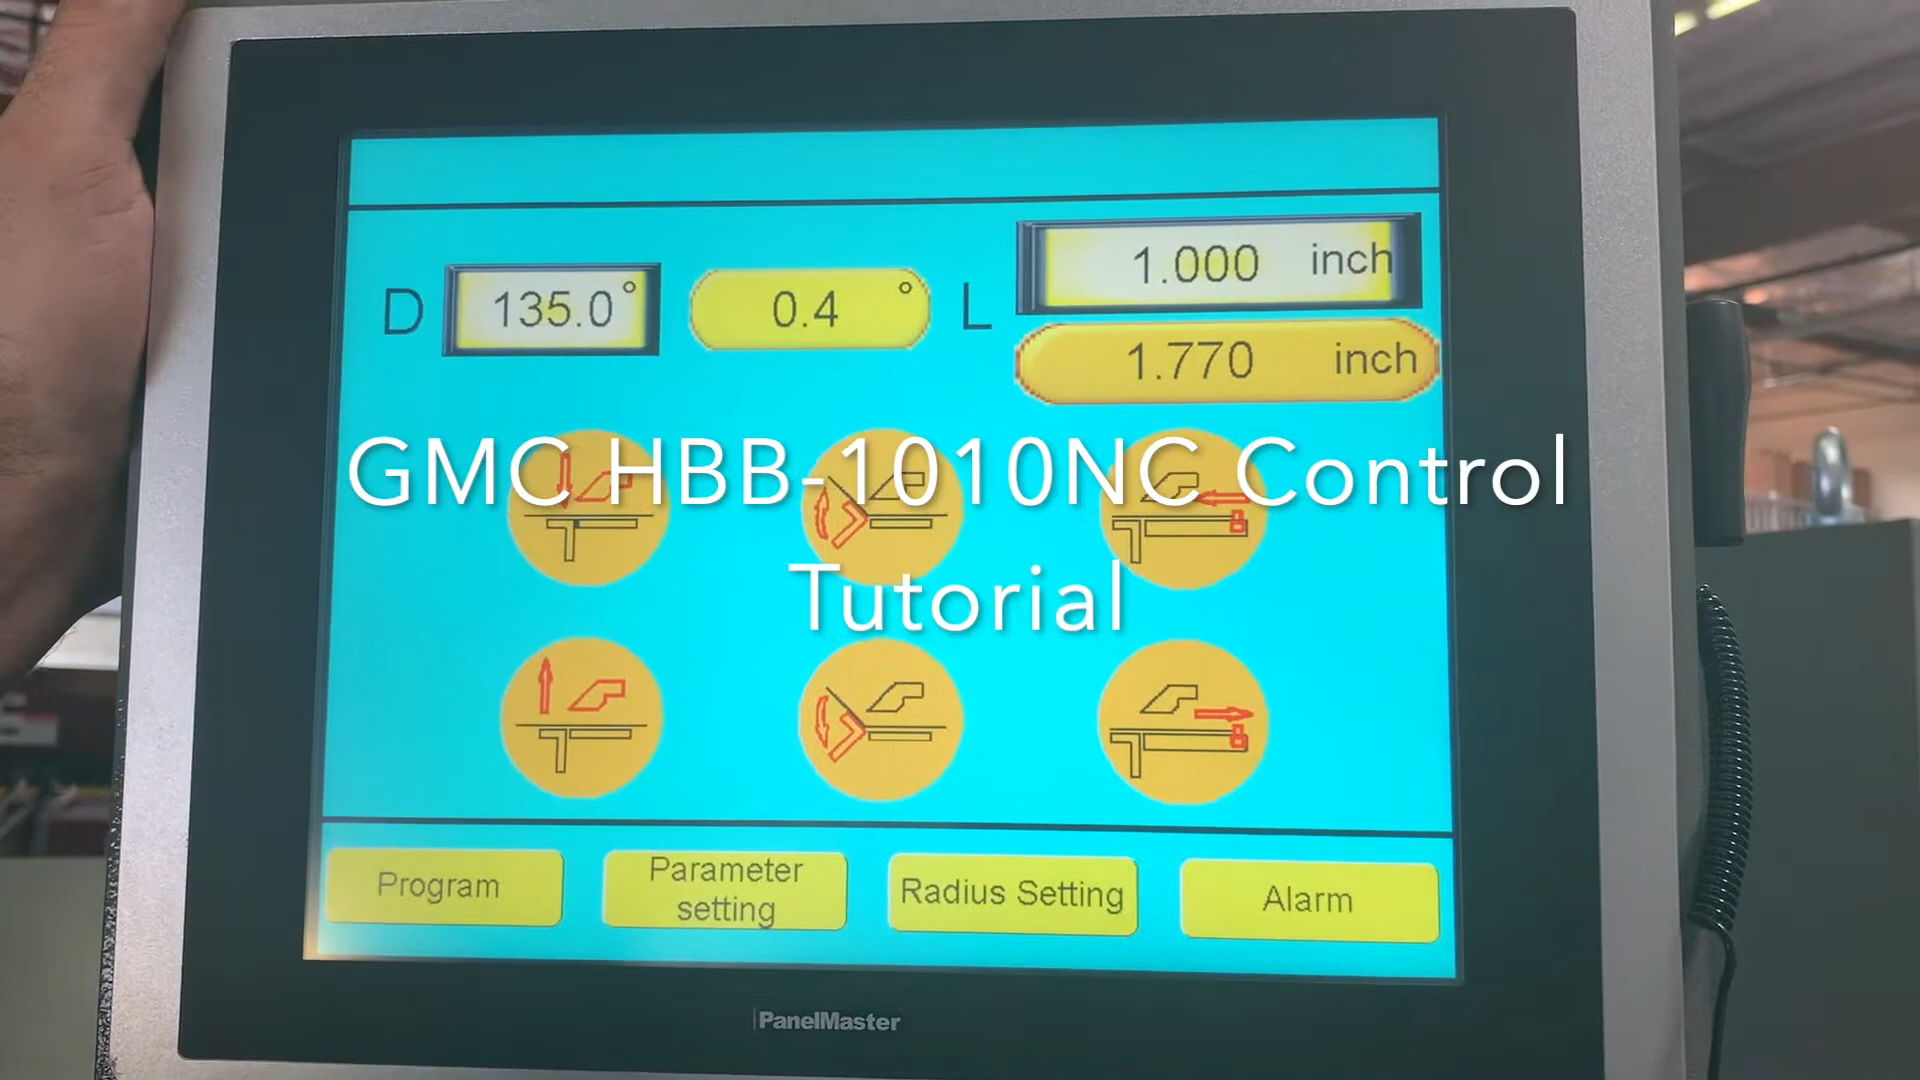 D 135.0° 0.4° L 1.000 inch
1.770 inch
GMC HBB-1010NC Control
Tutorial
Program Parameter setting Radius Setting Alarm
PanelMaster